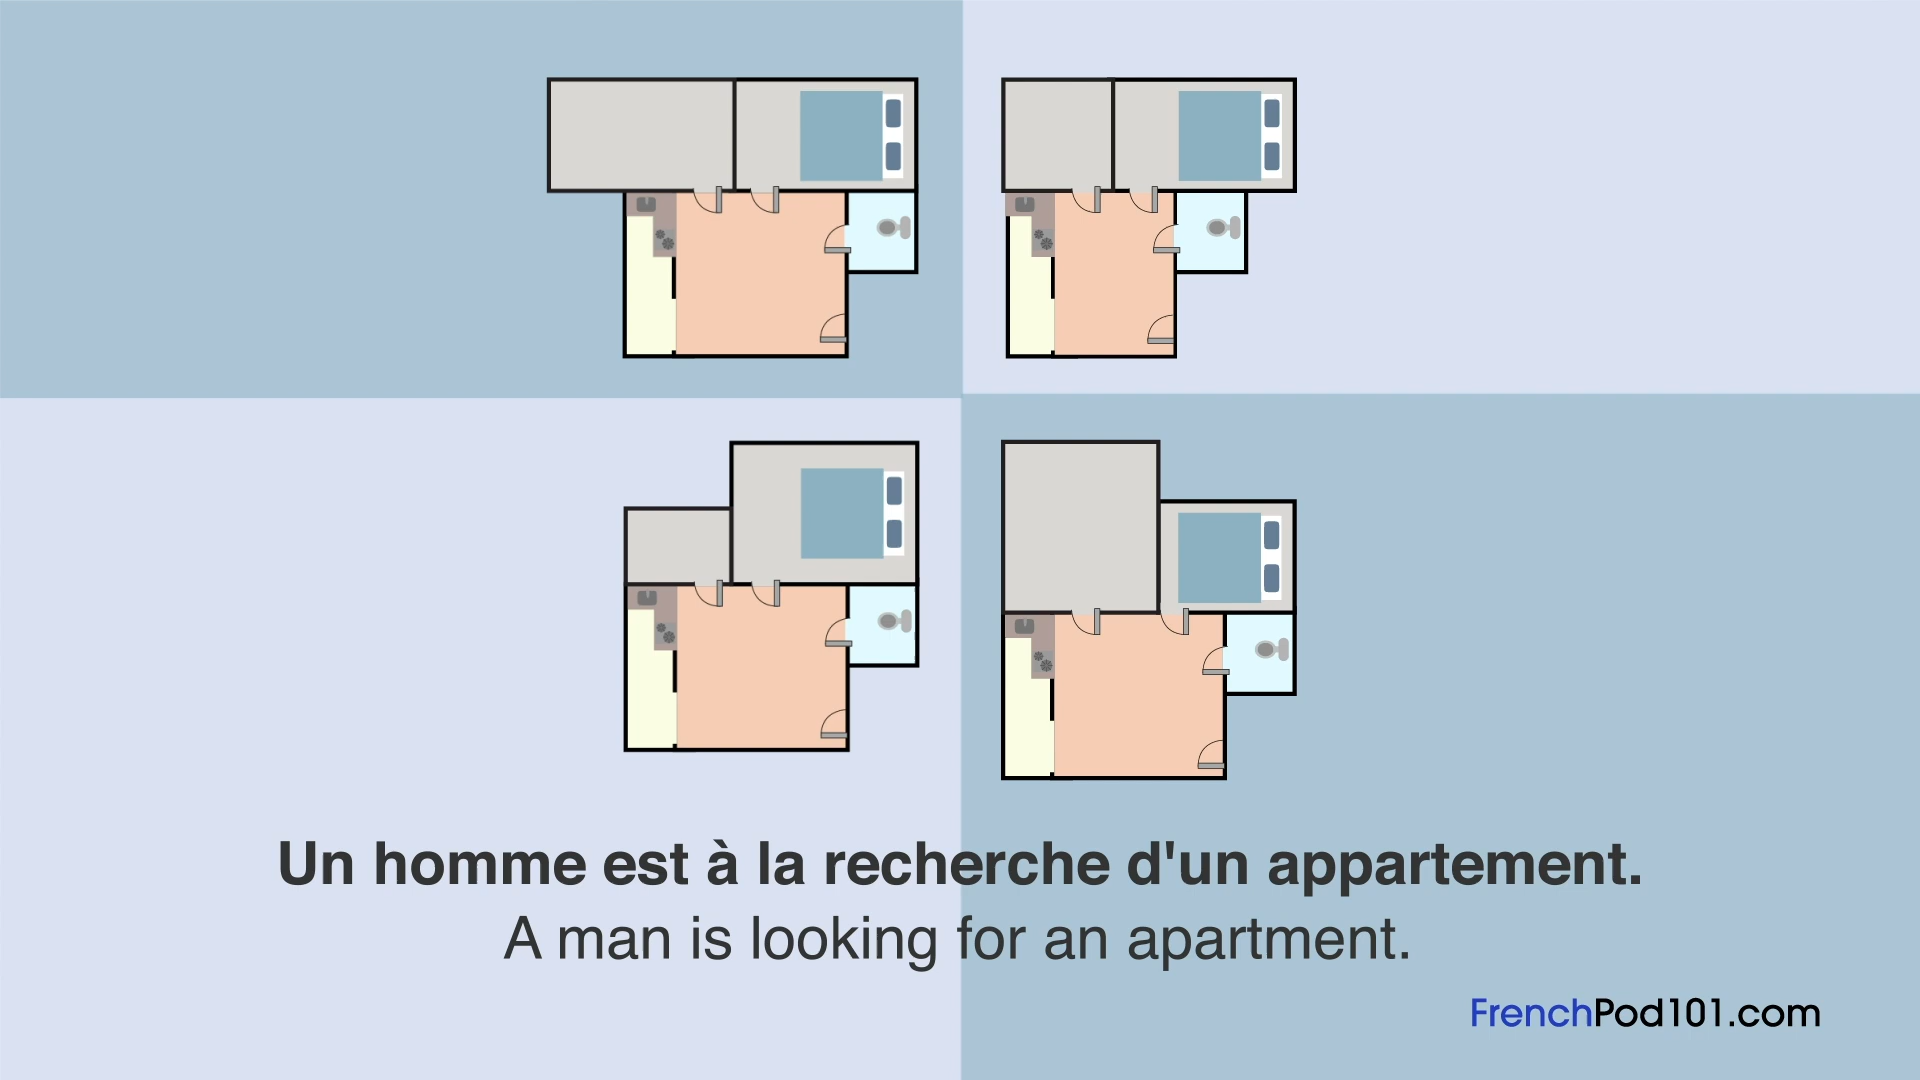 Un homme est à la recherche d'un appartement.
A man is looking for an apartment.
FrenchPod101.com